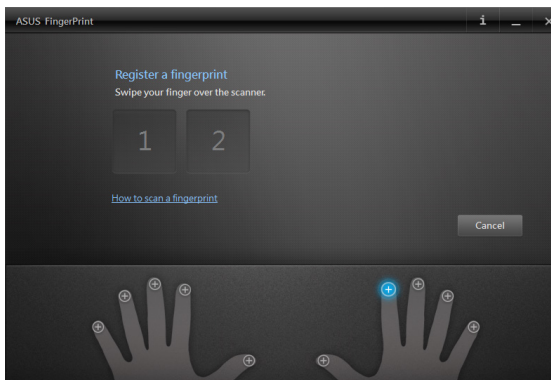 ASUS FingerPrint
Register a fingerprint
Swipe your finger over the scanner.
1 2
How to scan a fingerprint
Cancel